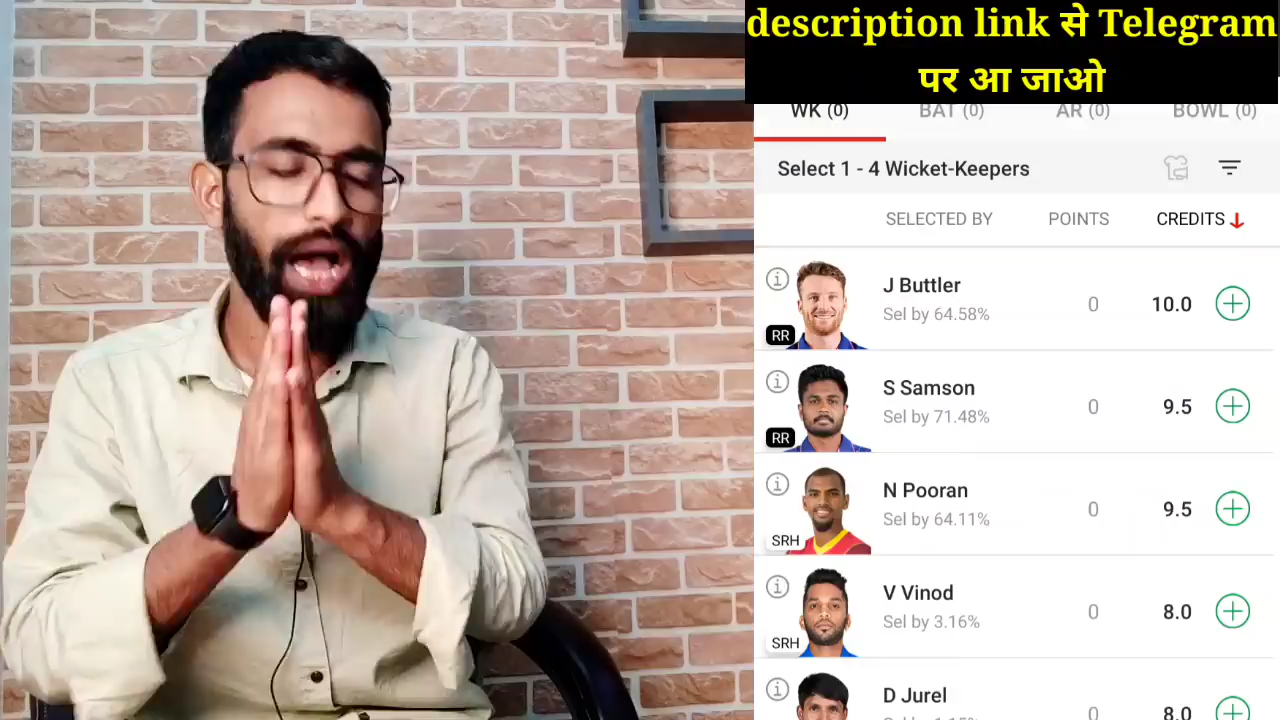 description link से Telegram
पर आ जाओ
WK (0) BAT (0) AR (0) BOWL (0)
Select 1 - 4 Wicket-Keepers
SELECTED BY POINTS CREDITS
J Buttler
Sel by 64.58%
0 10.0
RR
S Samson
Sel by 71.48%
0 9.5
RR
N Pooran
Sel by 64.11%
0 9.5
SRH
V Vinod
Sel by 3.16%
0 8.0
SRH
D Jurel
0 8.0